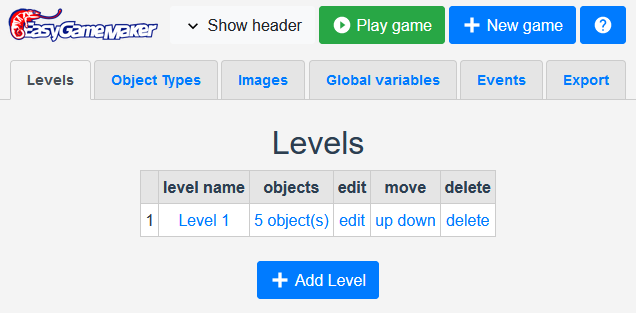 EasyGameMaker Show header Play game New game ?
Levels Object Types Images Global variables Events Export
Levels
level name objects edit move delete
1 Level 1 5 object(s) edit up down delete
Add Level